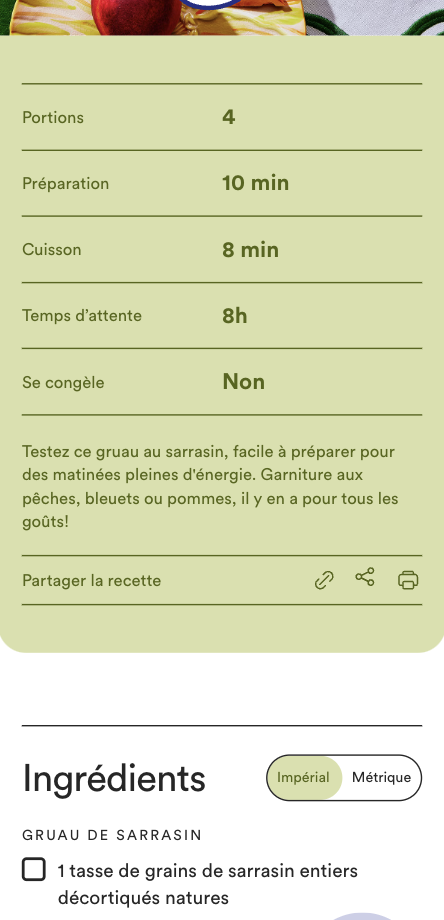 Portions 4
Préparation 10 min
Cuisson 8 min
Temps d'attente 8h
Se congèle Non
Testez ce gruau au sarrasin, facile à préparer pour
des matinées pleines d'énergie. Garniture aux
pêches, bleuets ou pommes, il y en a pour tous les
goûts!
Partager la recette
Ingrédients Impérial Métrique
GRUAU DE SARRASIN
1 tasse de grains de sarrasin entiers
décortiqués natures